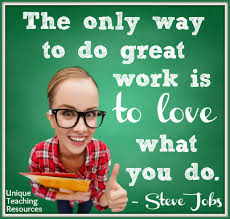 The only way
to do great
work is
to love
what
you do.
~ Steve Jobs
Unique
Teaching
Resources